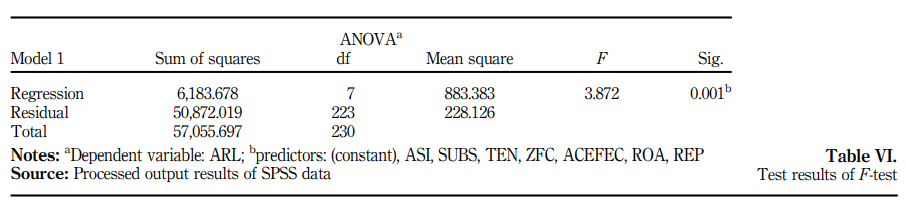 ANOVAa
Model 1 Sum of squares df Mean square F Sig.
Regression 6,183.678 7 883.383 3.872 0.001b
Residual 50,872.019 223 228.126
Total 57,055.697 230
Notes: aDependent variable: ARL; bpredictors: (constant), ASI, SUBS, TEN, ZFC, ACEFEC, ROA, REP
Source: Processed output results of SPSS data
Table VI.
Test results of F-test